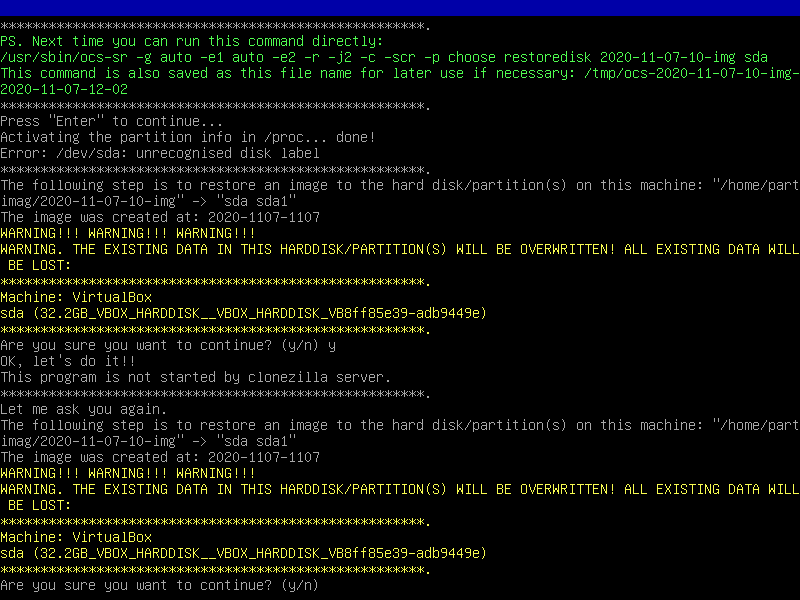 *****************************************************.
PS. Next time you can run this command directly:
/usr/sbin/ocs-sr -g auto -e1 auto -e2 -r -j2 -c -scr -p choose restoredisk 2020-11-07-10-img sda
This command is also saved as this file name for later use if necessary: /tmp/ocs-2020-11-07-10-img-
2020-11-07-12-02
*****************************************************.
Press "Enter" to continue...
Activating the partition info in /proc... done!
Error: /dev/sda: unrecognised disk label
*****************************************************.
The following step is to restore an image to the hard disk/partition(s) on this machine: "/home/part
imag/2020-11-07-10-img" -> "sda sda1"
The image was created at: 2020-1107-1107
WARNING!!! WARNING!!! WARNING!!!
WARNING. THE EXISTING DATA IN THIS HARDDISK/PARTITION(S) WILL BE OVERWRITTEN! ALL EXISTING DATA WILL
 BE LOST:
*****************************************************.
Machine: VirtualBox
sda (32.2GB_VBOX_HARDDISK__VBOX_HARDDISK_VB8ff85e39-adb9449e)
*****************************************************.
Are you sure you want to continue? (y/n) y
OK, let's do it!!
This program is not started by clonezilla server.
*****************************************************.
Let me ask you again.
The following step is to restore an image to the hard disk/partition(s) on this machine: "/home/part
imag/2020-11-07-10-img" -> "sda sda1"
The image was created at: 2020-1107-1107
WARNING!!! WARNING!!! WARNING!!!
WARNING. THE EXISTING DATA IN THIS HARDDISK/PARTITION(S) WILL BE OVERWRITTEN! ALL EXISTING DATA WILL
 BE LOST:
*****************************************************.
Machine: VirtualBox
sda (32.2GB_VBOX_HARDDISK__VBOX_HARDDISK_VB8ff85e39-adb9449e)
*****************************************************.
Are you sure you want to continue? (y/n)